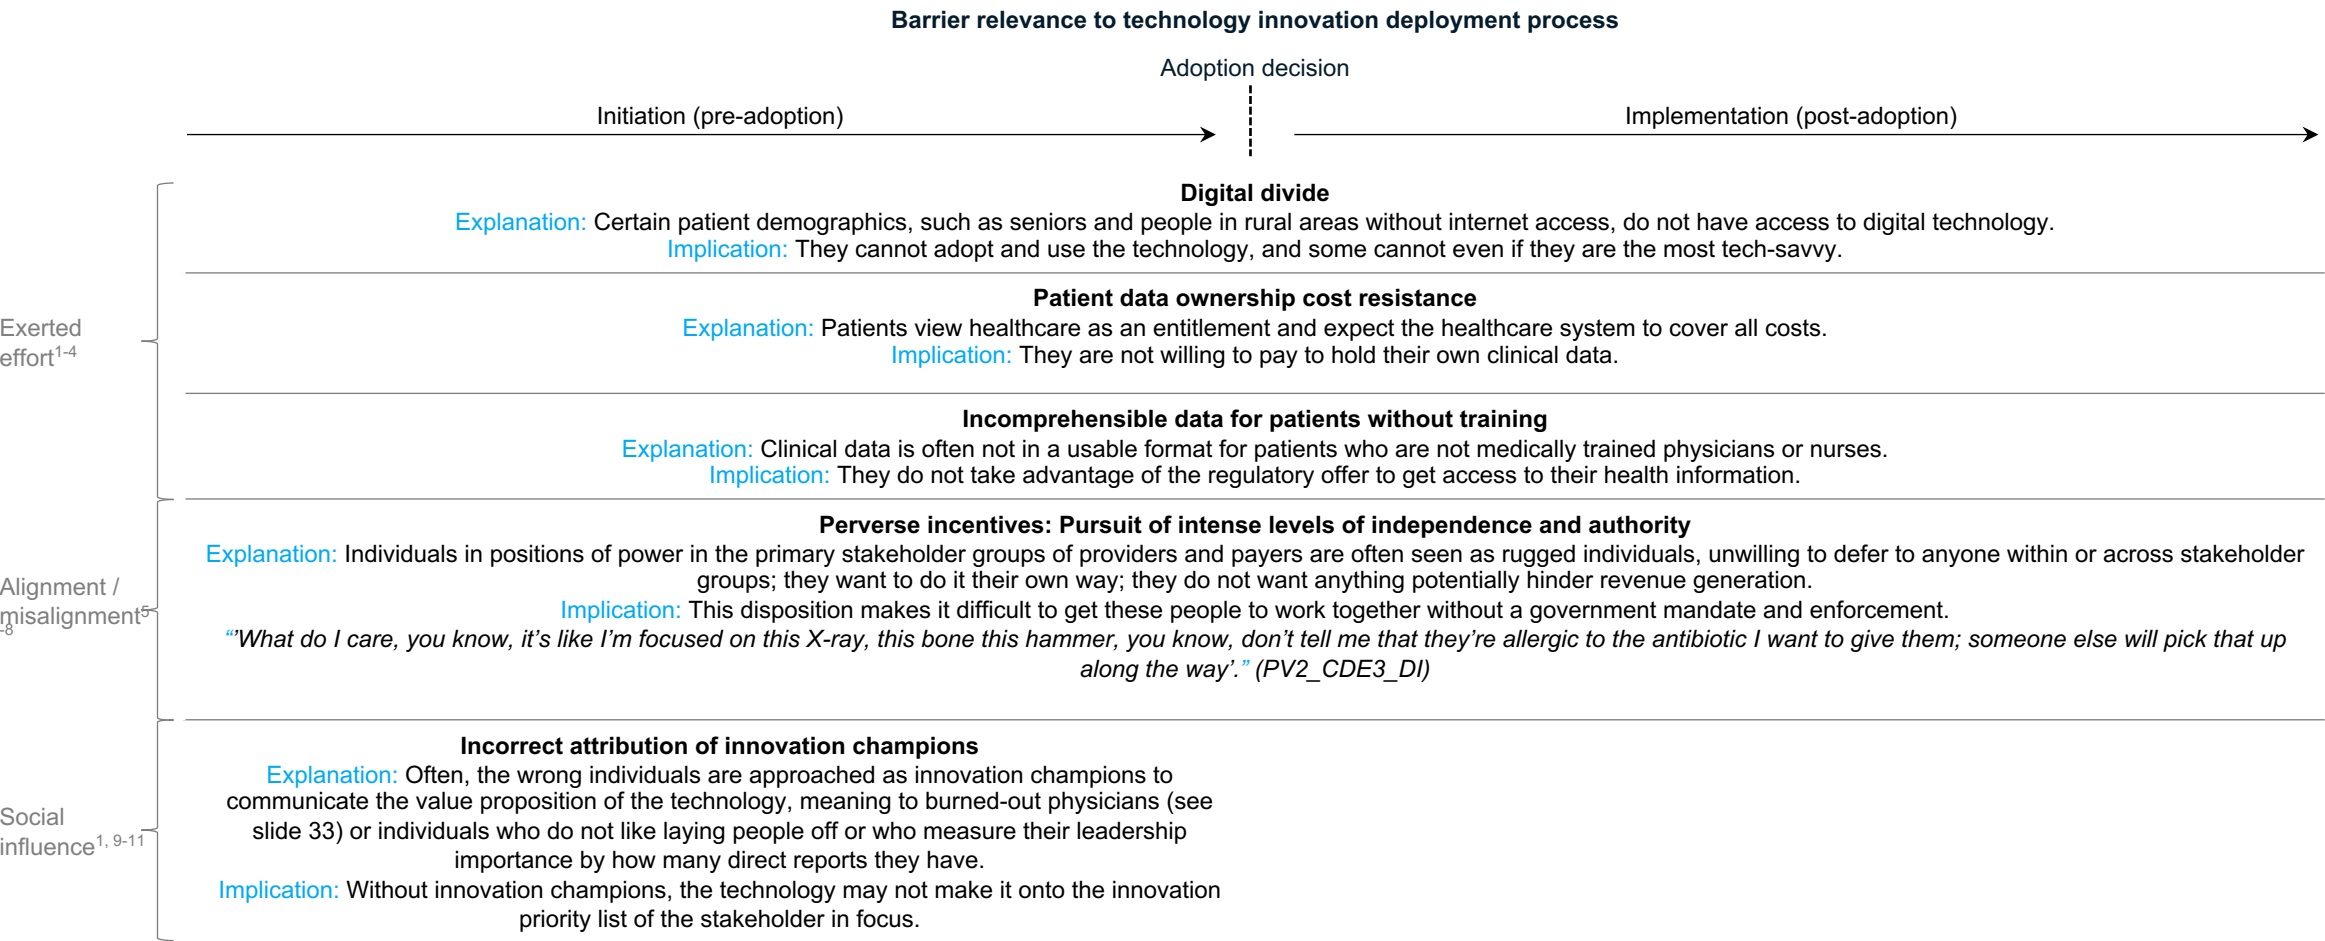 Barrier relevance to technology innovation deployment process
Adoption decision
Initiation (pre-adoption)
Implementation (post-adoption)
Exerted
effort1-4
Digital divide
Explanation: Certain patient demographics, such as seniors and people in rural areas without internet access, do not have access to digital technology.
Implication: They cannot adopt and use the technology, and some cannot even if they are the most tech-savvy.
Patient data ownership cost resistance
Explanation: Patients view healthcare as an entitlement and expect the healthcare system to cover all costs.
Implication: They are not willing to pay to hold their own clinical data.
Incomprehensible data for patients without training
Explanation: Clinical data is often not in a usable format for patients who are not medically trained physicians or nurses.
Implication: They do not take advantage of the regulatory offer to get access to their health information.
Alignment /
misalignment5
-8
Perverse incentives: Pursuit of intense levels of independence and authority
Explanation: Individuals in positions of power in the primary stakeholder groups of providers and payers are often seen as rugged individuals, unwilling to defer to anyone within or across stakeholder
groups; they want to do it their own way; they do not want anything potentially hinder revenue generation.
Implication: This disposition makes it difficult to get these people to work together without a government mandate and enforcement.
“’What do I care, you know, it’s like I’m focused on this X-ray, this bone this hammer, you know, don’t tell me that they’re allergic to the antibiotic I want to give them; someone else will pick that up
along the way’.” (PV2_CDE3_DI)
Social
influence1, 9-11
Incorrect attribution of innovation champions
Explanation: Often, the wrong individuals are approached as innovation champions to
communicate the value proposition of the technology, meaning to burned-out physicians (see
slide 33) or individuals who do not like laying people off or who measure their leadership
importance by how many direct reports they have.
Implication: Without innovation champions, the technology may not make it onto the innovation
priority list of the stakeholder in focus.